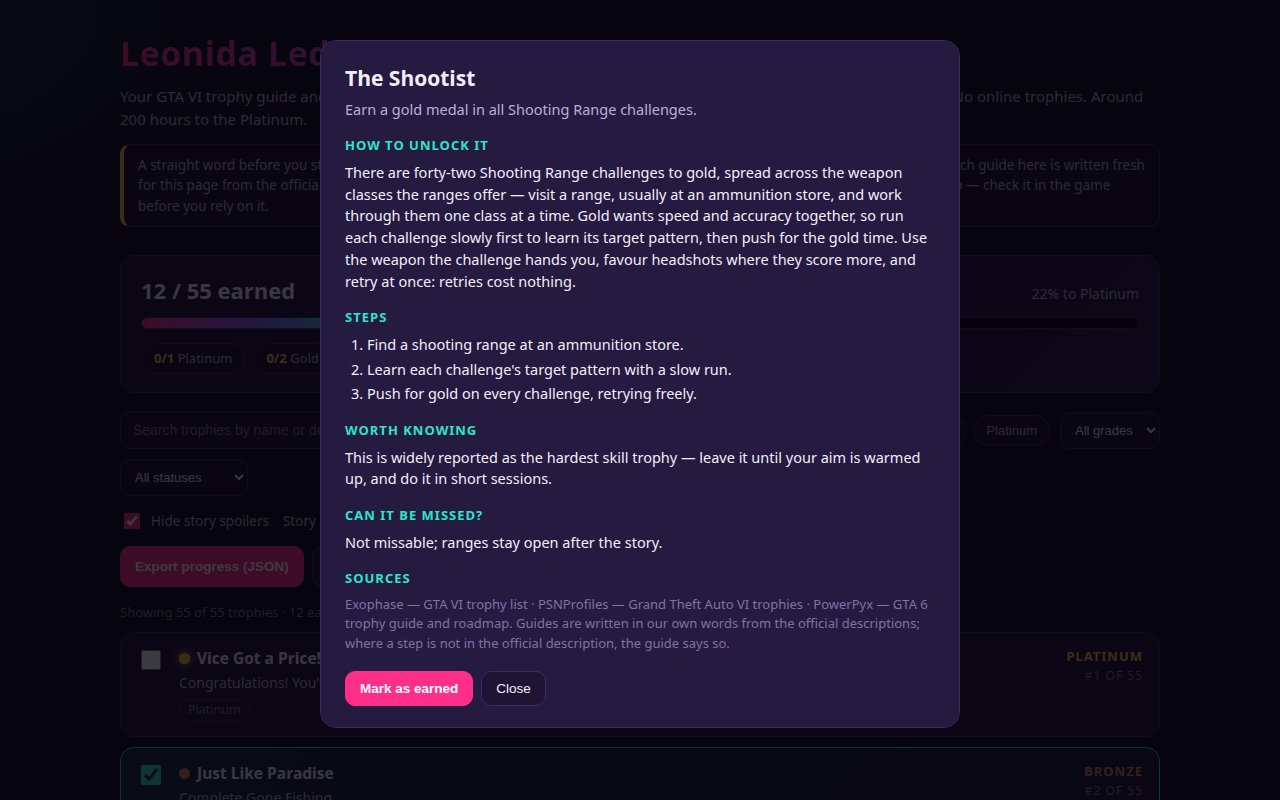 Leonida Led
Your GTA VI trophy guide an
No online trophies. Around
200 hours to the Platinum.
A straight word before you st
ch guide here is written fresh
for this page from the officia
— check it in the game
before you rely on it.
12 / 55 earned
22% to Platinum
0/1 Platinum
0/2 Gold
Search trophies by name or de
Platinum
All grades
All statuses
Hide story spoilers
Story
Export progress (JSON)
Showing 55 of 55 trophies · 12 ea
Vice Got a Price!
PLATINUM
Congratulations! You'
#1 OF 55
Platinum
Just Like Paradise
BRONZE
Complete Gone Fishing
#2 OF 55
The Shootist
Earn a gold medal in all Shooting Range challenges.
HOW TO UNLOCK IT
There are forty-two Shooting Range challenges to gold, spread across the weapon
classes the ranges offer — visit a range, usually at an ammunition store, and work
through them one class at a time. Gold wants speed and accuracy together, so run
each challenge slowly first to learn its target pattern, then push for the gold time. Use
the weapon the challenge hands you, favour headshots where they score more, and
retry at once: retries cost nothing.
STEPS
1. Find a shooting range at an ammunition store.
2. Learn each challenge's target pattern with a slow run.
3. Push for gold on every challenge, retrying freely.
WORTH KNOWING
This is widely reported as the hardest skill trophy — leave it until your aim is warmed
up, and do it in short sessions.
CAN IT BE MISSED?
Not missable; ranges stay open after the story.
SOURCES
Exophase — GTA VI trophy list · PSNProfiles — Grand Theft Auto VI trophies · PowerPyx — GTA 6
trophy guide and roadmap. Guides are written in our own words from the official descriptions;
where a step is not in the official description, the guide says so.
Mark as earned
Close